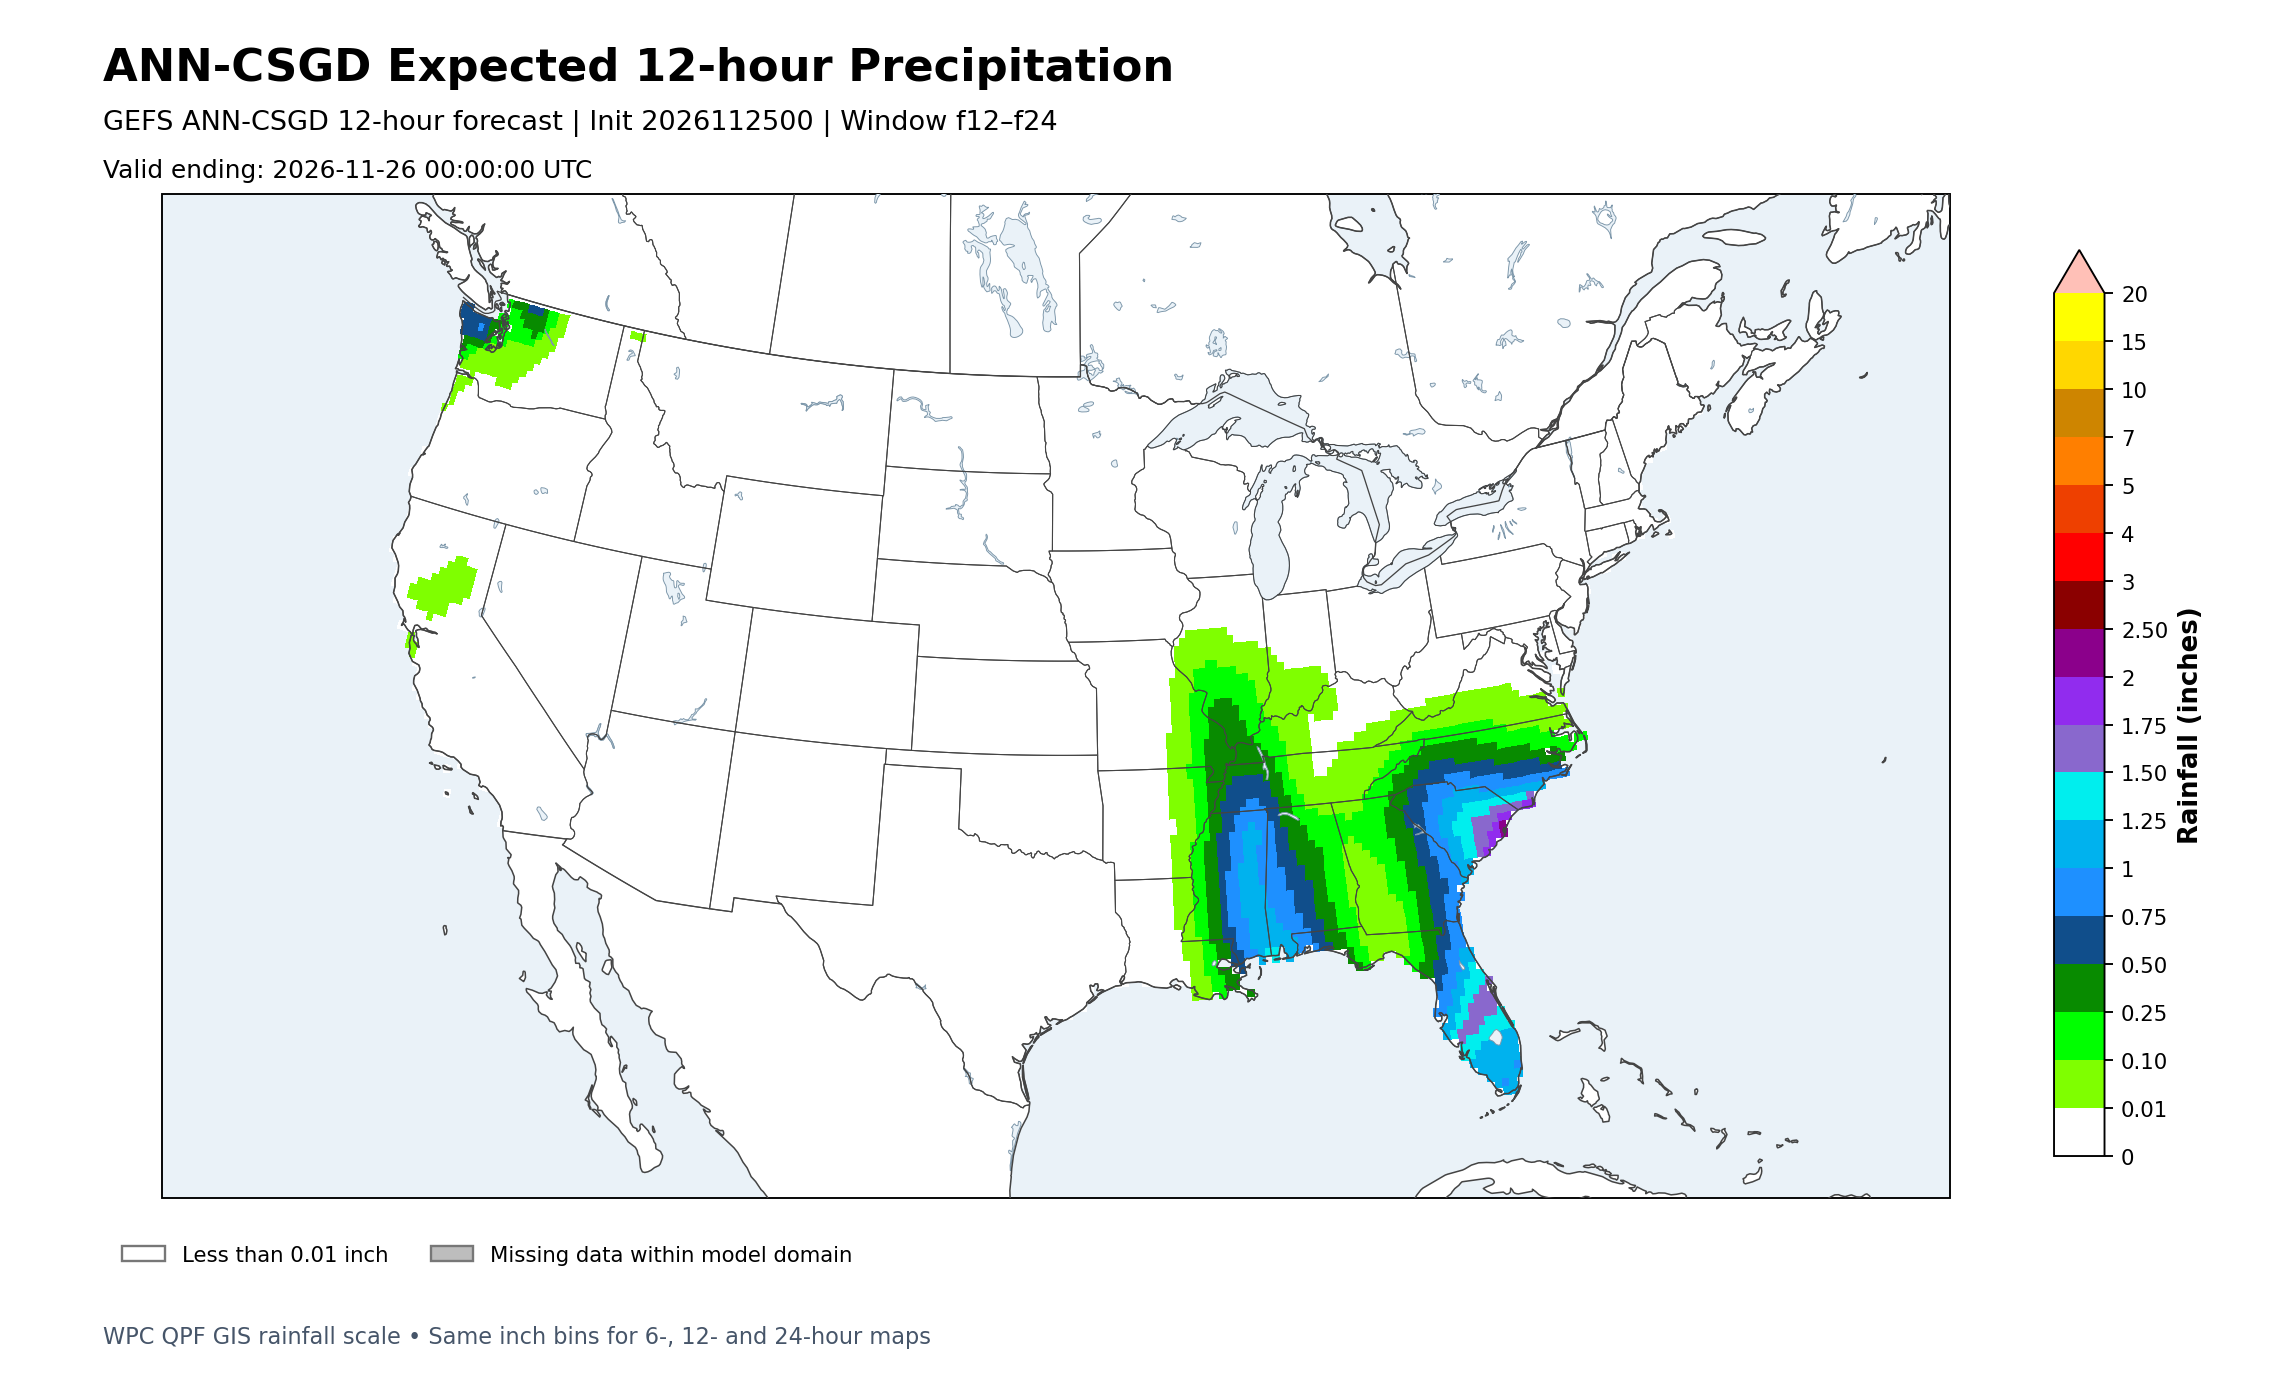 ANN-CSGD Expected 12-hour Precipitation
GEFS ANN-CSGD 12-hour forecast | Init 2026112500 | Window f12–f24
Valid ending: 2026-11-26 00:00:00 UTC
20
15
10
7
5
4
3
2.50
2
1.75
1.50
1.25
1
0.75
0.50
0.25
0.10
0.01
0
Rainfall (inches)
Less than 0.01 inch
Missing data within model domain
WPC QPF GIS rainfall scale • Same inch bins for 6-, 12- and 24-hour maps